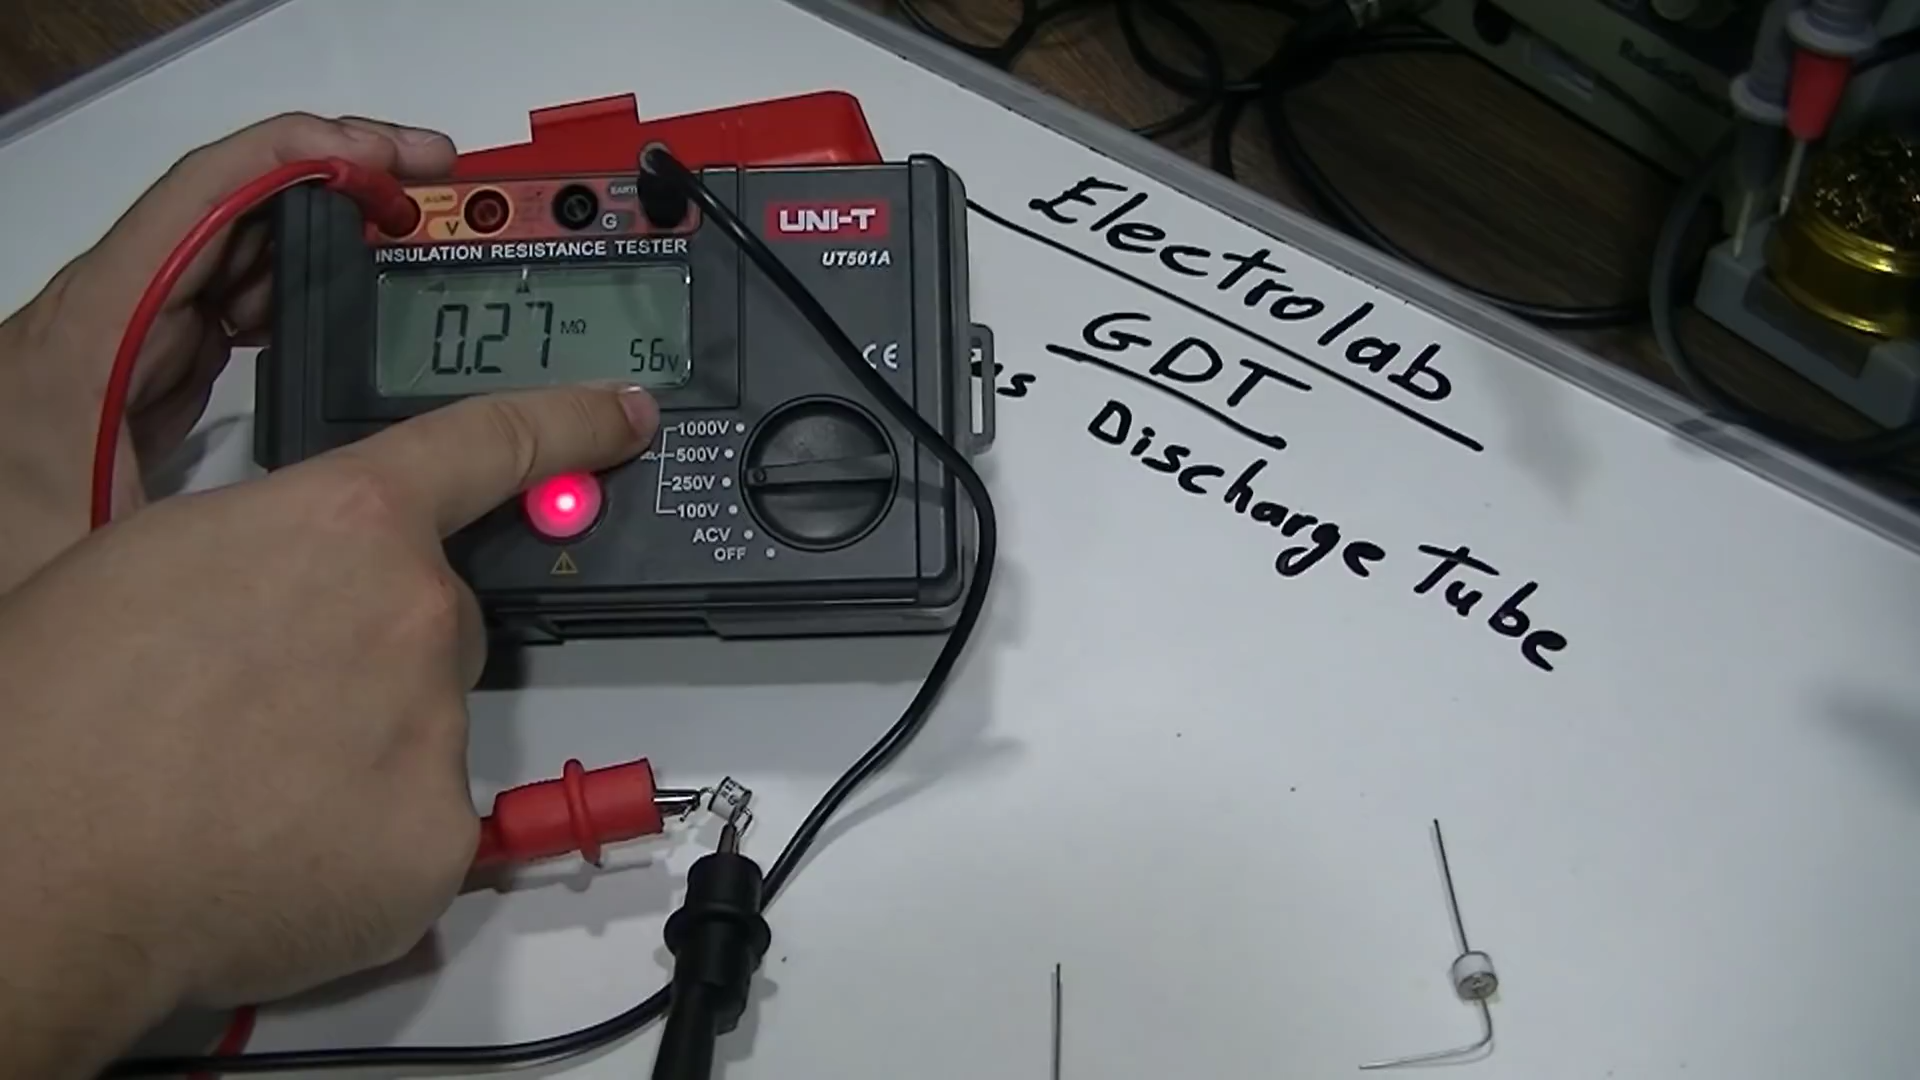 UNI-T
UT501A
INSULATION RESISTANCE TESTER
V
G
0.27 MΩ
56V
CE
1000V
500V
250V
100V
ACV
OFF
Electrolab
GDT
Discharge Tube